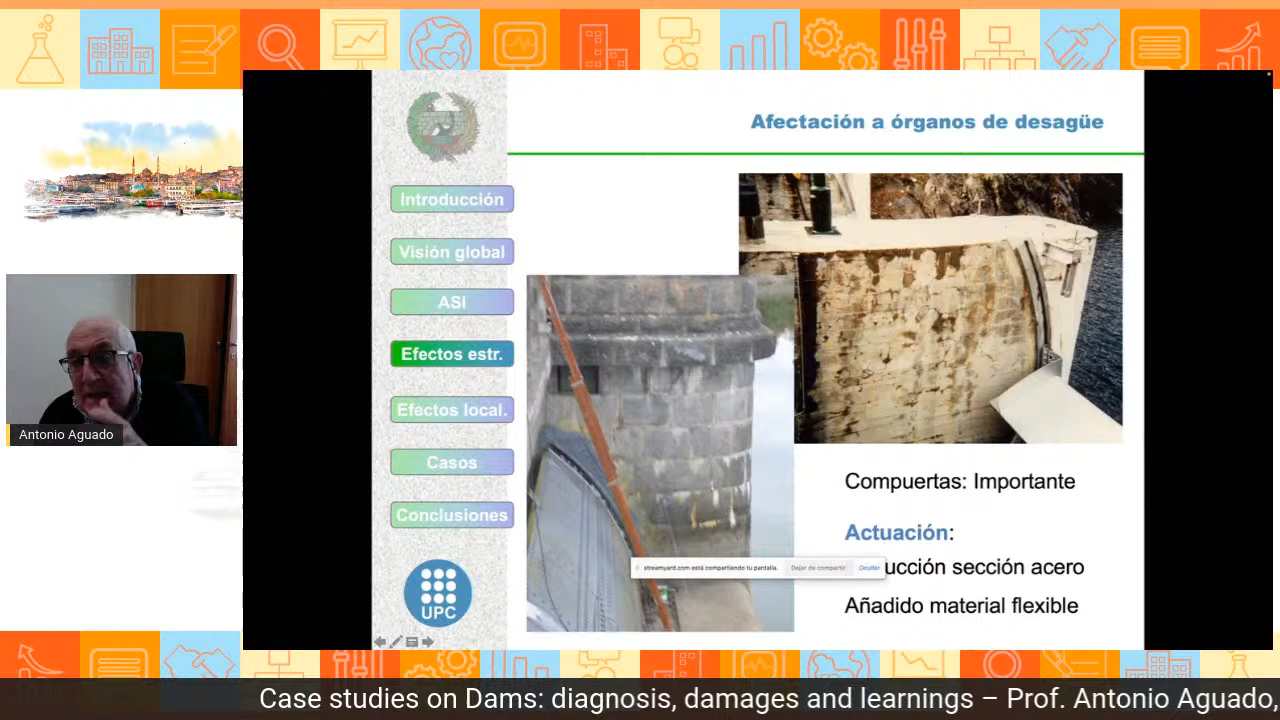 Afectación a órganos de desagüe
Introducción
Visión global
ASI
Efectos estr.
Efectos local.
Casos
Conclusiones
UPC
Compuertas: Importante
Actuación:
ucción sección acero
Añadido material flexible
streamyard.com está compartiendo tu pantalla. Dejar de compartir Ocultar
Antonio Aguado
Case studies on Dams: diagnosis, damages and learnings – Prof. Antonio Aguado,